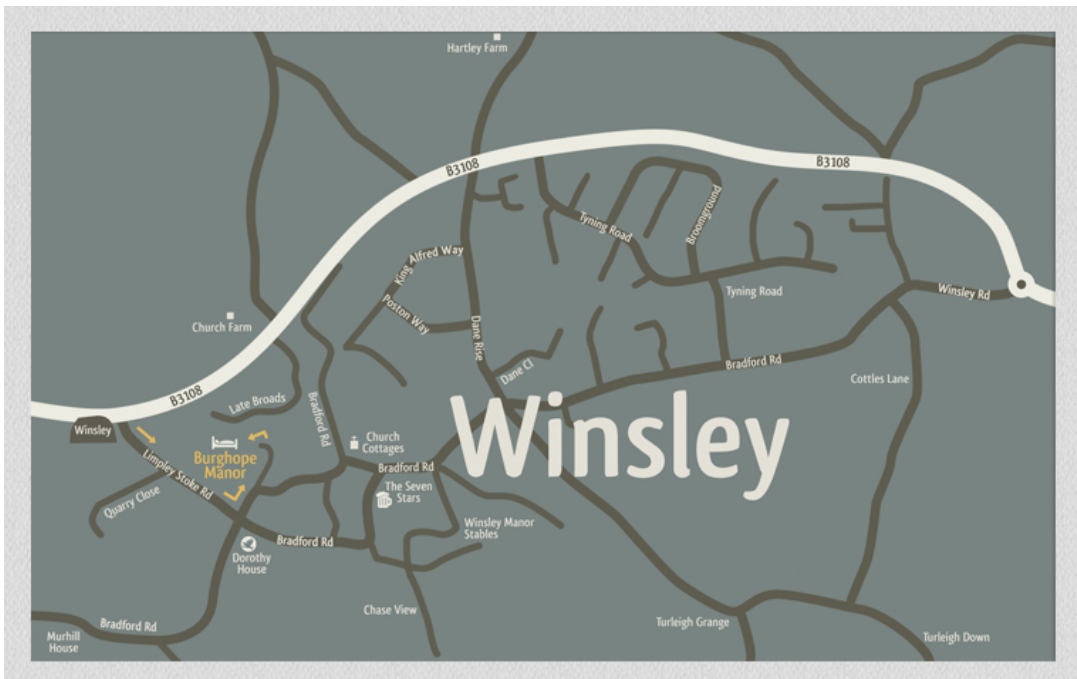 Hartley Farm
B3108
B3108
Tyning Road
Broomground
King Alfred Way
Poston Way
Tyning Road
Winsley Rd
Church Farm
Dane Rise
Dane Cl
Bradford Rd
Cottles Lane
B3108
Late Broads
Bradford Rd
Winsley
Winsley
Church
Cottages
Burghope
Manor
Limpley Stoke Rd
Bradford Rd
The Seven
Stars
Quarry Close
Winsley Manor
Stables
Bradford Rd
Dorothy
House
Chase View
Bradford Rd
Murhill
House
Turleigh Grange
Turleigh Down